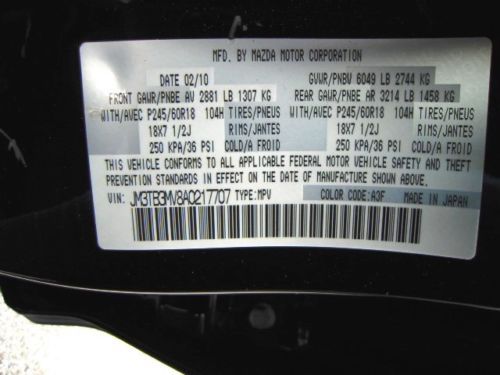 MFD. BY MAZDA MOTOR CORPORATION
DATE 02/10 GVWR/PNBV 6049 LB 2744 KG
FRONT GAWR/PNBE AV 2881 LB 1307 KG REAR GAWR/PNBE AR 3214 LB 1458 KG
WITH/AVEC P245/60R18 104H TIRES/PNEUS WITH/AVEC P245/60R18 104H TIRES/PNEUS
18X7 1/2J RIMS/JANTES 18X7 1/2J RIMS/JANTES
250 KPA/36 PSI COLD/A FROID 250 KPA/36 PSI COLD/A FROID
THIS VEHICLE CONFORMS TO ALL APPLICABLE FEDERAL MOTOR VEHICLE SAFETY AND THEFT
PREVENTION STANDARDS IN EFFECT ON THE DATE OF MANUFACTURE SHOWN ABOVE
VIN: JM3TB3MV8A0217707 TYPE:MPV COLOR CODE:A3F MADE IN JAPAN